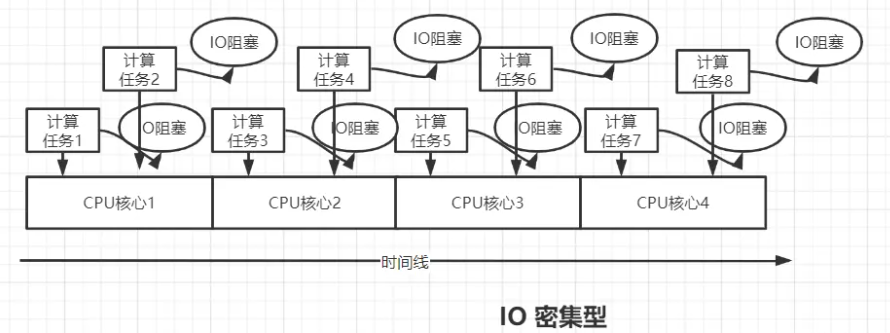 IO阻塞
IO阻塞
IO阻塞
IO阻塞
计算
任务2
计算
任务4
计算
任务6
计算
任务8
计算
任务1
O阻塞
计算
任务3
IO阻塞
计算
任务5
O阻塞
计算
任务7
IO阻塞
CPU核心1
CPU核心2
CPU核心3
CPU核心4
时间线
IO 密集型